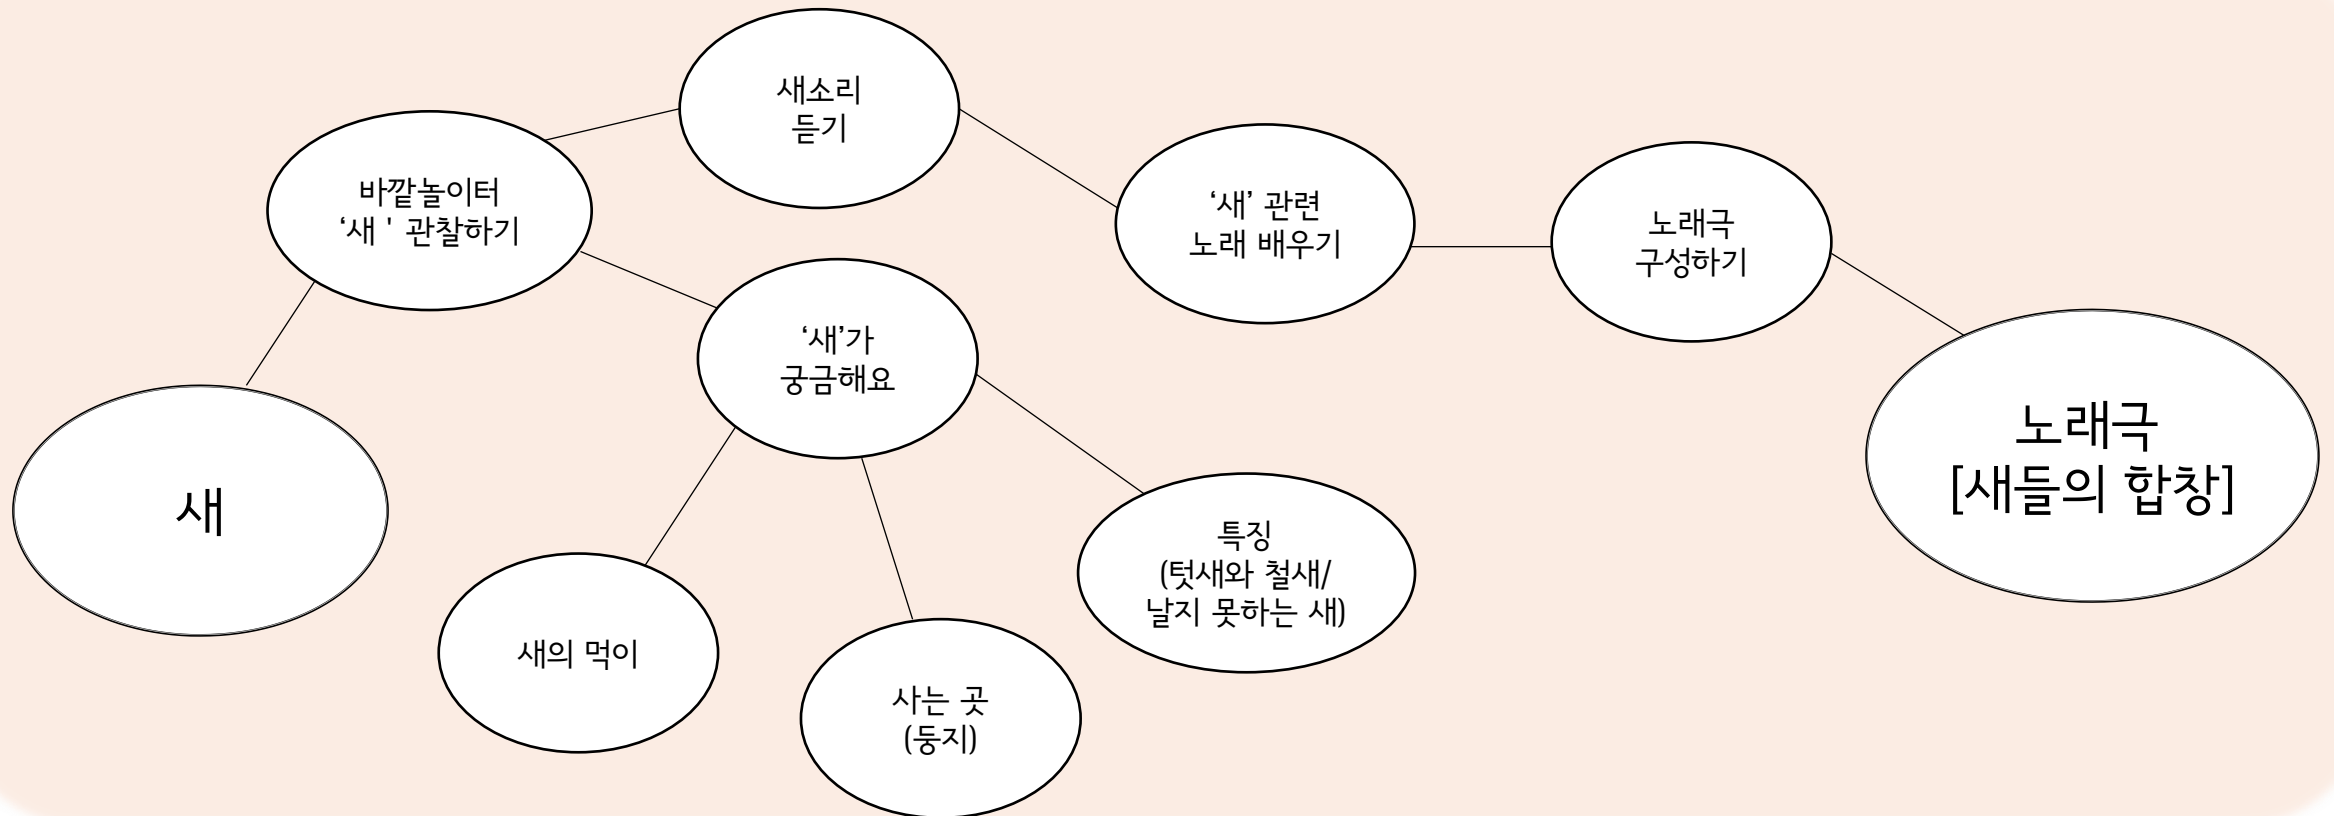 새소리
듣기
바깥놀이터
‘새 ' 관찰하기
‘새’ 관련
노래 배우기
노래극
구성하기
‘새’가
궁금해요
노래극
[새들의 합창]
새
특징
(텃새와 철새/
날지 못하는 새)
새의 먹이
사는 곳
(둥지)